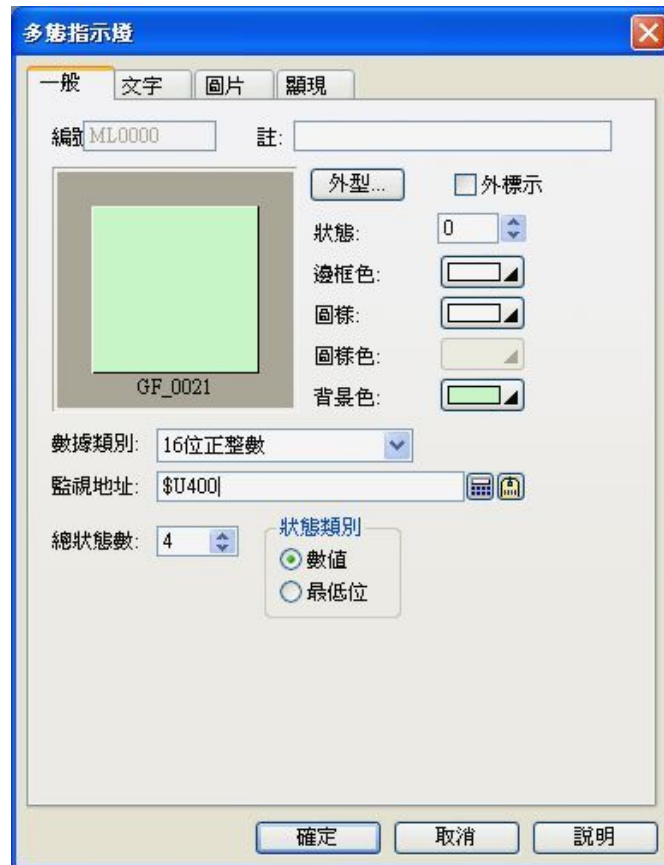 多態指示燈
一般 文字 圖片 顯現
編號 ML0000 註:
外型... 外標示
狀態: 0
邊框色:
圖樣:
圖樣色:
GF_0021
背景色:
數據類別: 16位正整數
監視地址: $U400
總狀態數: 4
狀態類別
數值
最低位
確定 取消 說明